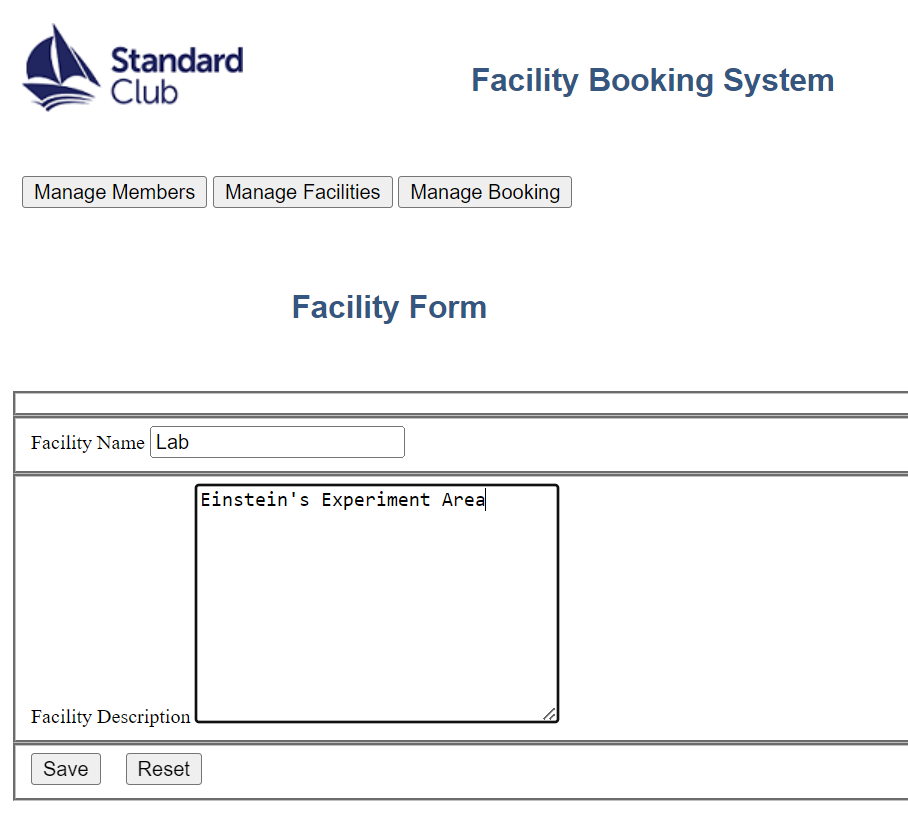 Standard
Club
Facility Booking System
Manage Members Manage Facilities Manage Booking
Facility Form
Facility Name Lab
Einstein's Experiment Area
Facility Description
Save Reset